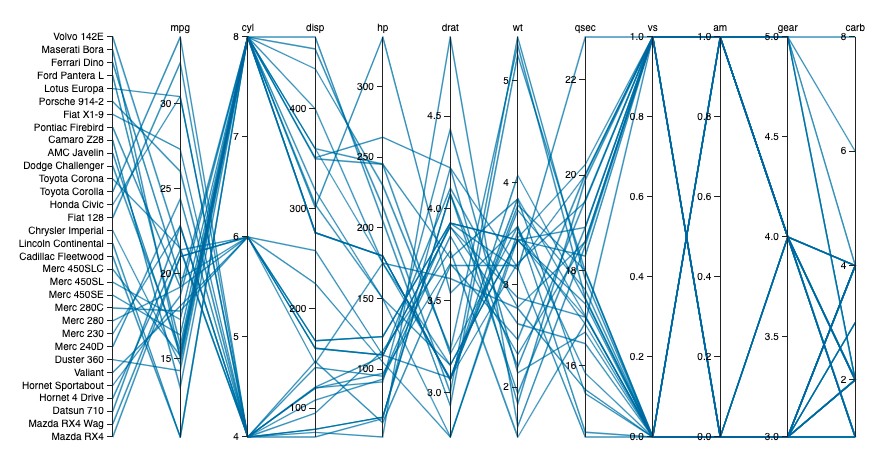 mpg cyl disp hp drat wt qsec vs am gear carb
Volvo 142E
Maserati Bora
Ferrari Dino
Ford Pantera L
Lotus Europa
Porsche 914-2
Fiat X1-9
Pontiac Firebird
Camaro Z28
AMC Javelin
Dodge Challenger
Toyota Corona
Toyota Corolla
Honda Civic
Fiat 128
Chrysler Imperial
Lincoln Continental
Cadillac Fleetwood
Merc 450SLC
Merc 450SL
Merc 450SE
Merc 280C
Merc 280
Merc 230
Merc 240D
Duster 360
Valiant
Hornet Sportabout
Hornet 4 Drive
Datsun 710
Mazda RX4 Wag
Mazda RX4
30
25
20
15
8
7
6
5
4
400
300
200
100
300
250
200
150
100
4.5
4.0
3.5
3.0
5
4
3
2
22
20
18
16
1.0
0.8
0.6
0.4
0.2
0.0
1.0
0.8
0.6
0.4
0.2
0.0
5.0
4.5
4.0
3.5
3.0
8
6
4
2